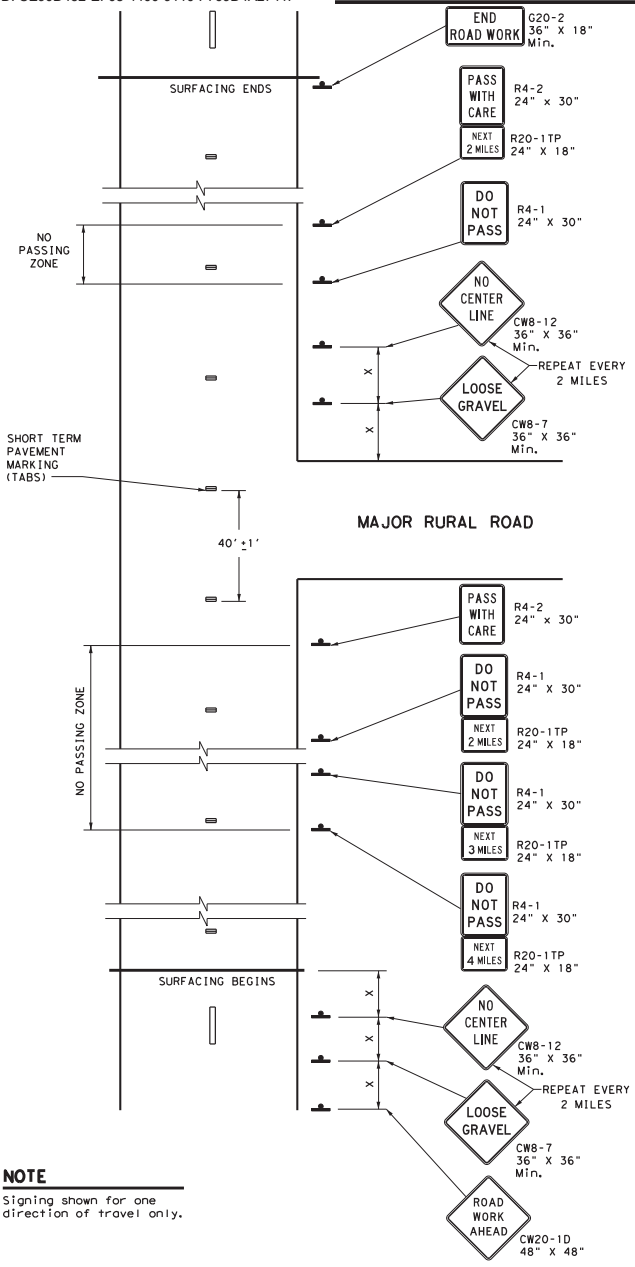 END
ROAD WORK
G20-2
36" X 18"
Min.
SURFACING ENDS
PASS
WITH
CARE
R4-2
24" x 30"
NEXT
2 MILES
R20-1TP
24" X 18"
DO
NOT
PASS
R4-1
24" X 30"
NO
PASSING
ZONE
NO
CENTER
LINE
CW8-12
36" X 36"
Min.
X
REPEAT EVERY
2 MILES
LOOSE
GRAVEL
CW8-7
36" X 36"
Min.
X
SHORT TERM
PAVEMENT
MARKING
(TABS)
MAJOR RURAL ROAD
40'±1'
PASS
WITH
CARE
R4-2
24" x 30"
DO
NOT
PASS
R4-1
24" X 30"
NEXT
2 MILES
R20-1TP
24" X 18"
NO PASSING ZONE
DO
NOT
PASS
R4-1
24" X 30"
NEXT
3 MILES
R20-1TP
24" X 18"
DO
NOT
PASS
R4-1
24" X 30"
NEXT
4 MILES
R20-1TP
24" X 18"
SURFACING BEGINS
X
NO
CENTER
LINE
CW8-12
36" X 36"
Min.
X
REPEAT EVERY
2 MILES
X
LOOSE
GRAVEL
CW8-7
36" X 36"
Min.
ROAD
WORK
AHEAD
CW20-1D
48" X 48"
NOTE
Signing shown for one
direction of travel only.